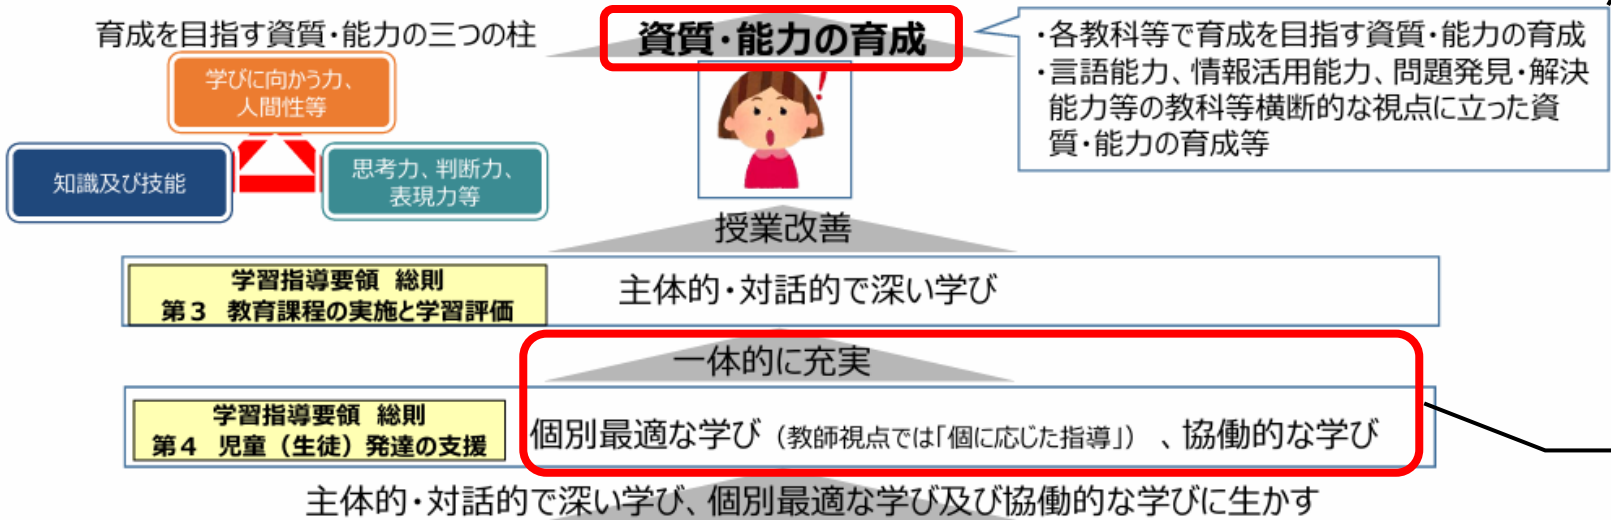 育成を目指す資質・能力の三つの柱
学びに向かう力、
人間性等
知識及び技能
思考力、判断力、
表現力等
資質・能力の育成
・各教科等で育成を目指す資質・能力の育成
・言語能力、情報活用能力、問題発見・解決
能力等の教科等横断的な視点に立った資
質・能力の育成等
！
授業改善
学習指導要領 総則
第３ 教育課程の実施と学習評価
主体的・対話的で深い学び
一体的に充実
学習指導要領 総則
第４ 児童（生徒）発達の支援
個別最適な学び（教師視点では「個に応じた指導」）、協働的な学び
主体的・対話的で深い学び、個別最適な学び及び協働的な学びに生かす